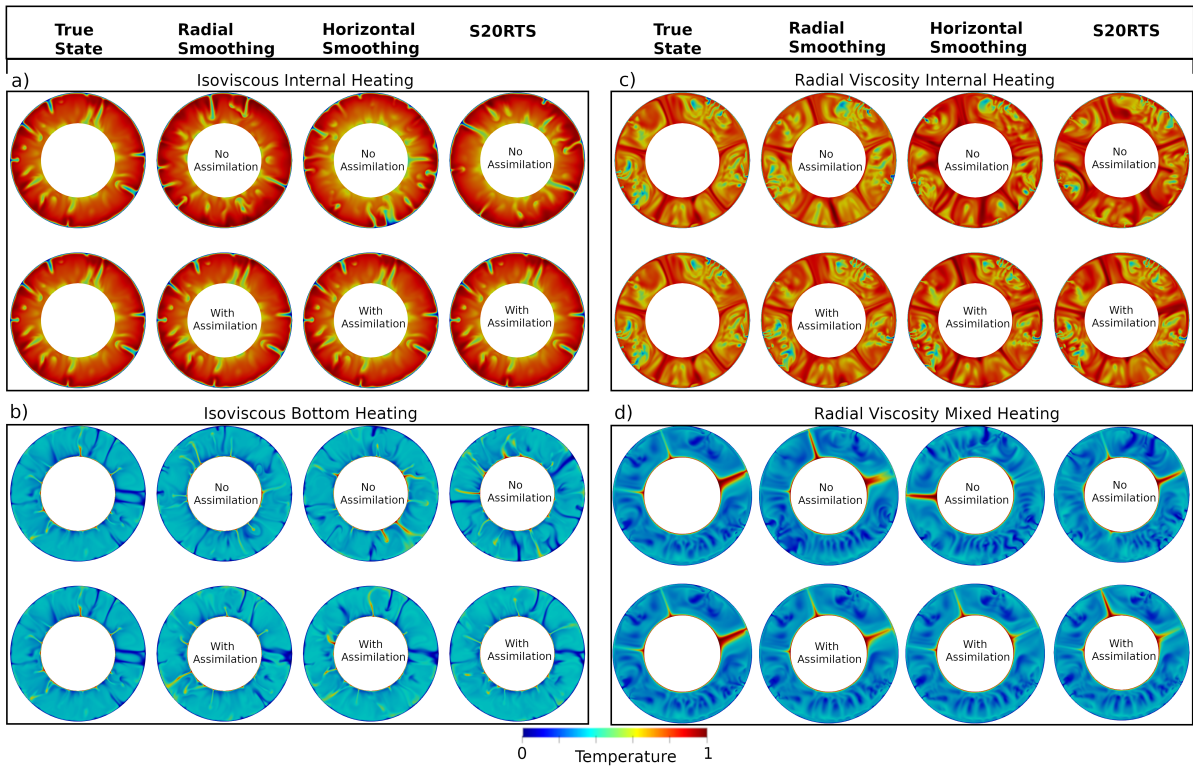 True State
Radial Smoothing
Horizontal Smoothing
S20RTS
True State
Radial Smoothing
Horizontal Smoothing
S20RTS
a)
Isoviscous Internal Heating
No Assimilation
No Assimilation
No Assimilation
With Assimilation
With Assimilation
With Assimilation
c)
Radial Viscosity Internal Heating
No Assimilation
No Assimilation
No Assimilation
With Assimilation
With Assimilation
With Assimilation
b)
Isoviscous Bottom Heating
No Assimilation
No Assimilation
No Assimilation
With Assimilation
With Assimilation
With Assimilation
d)
Radial Viscosity Mixed Heating
No Assimilation
No Assimilation
No Assimilation
With Assimilation
With Assimilation
With Assimilation
0
1
Temperature